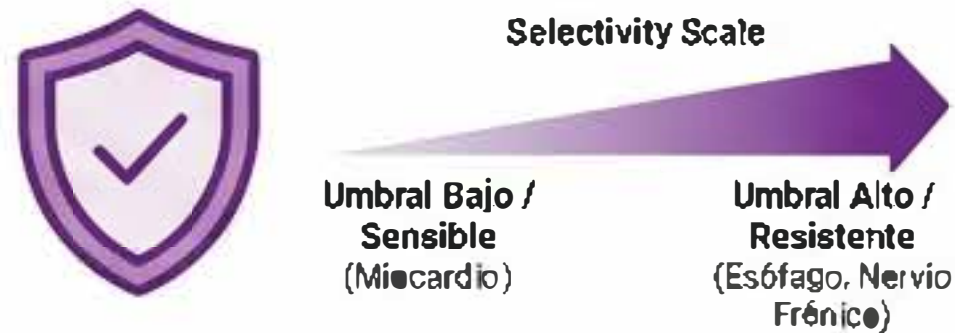 Selectivity Scale
Umbral Bajo /
Sensible
(Miocardio)
Umbral Alto /
Resistente
(Esófago, Nervio
Frénico)